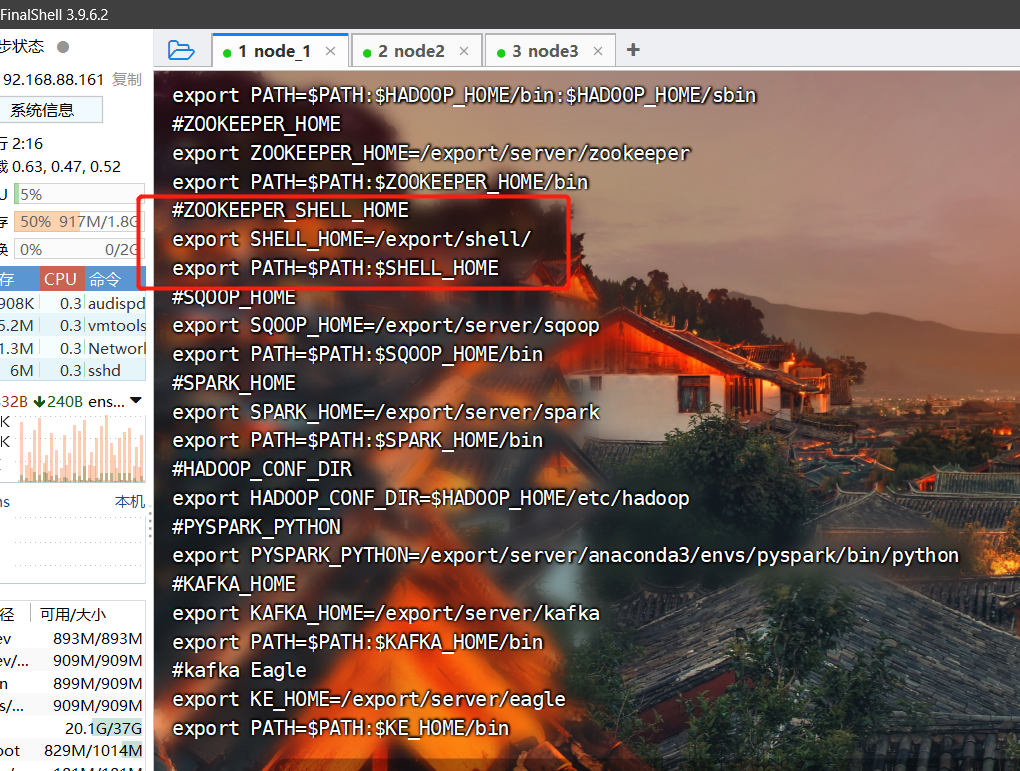 FinalShell 3.9.6.2
步状态
1 node_1
2 node2
3 node3
92.168.88.161 复制
系统信息
行 2:16
载 0.63, 0.47, 0.52
U 5%
存 50% 917M/1.8G
换 0% 0/2G
存 CPU 命令
908K 0.3 audispd
5.2M 0.3 vmtools
1.3M 0.3 Networl
6M 0.3 sshd
32B 240B ens...
K
K
ms 本机
径 可用/大小
ev 893M/893M
ev/... 909M/909M
n 899M/909M
s/... 909M/909M
20.1G/37G
oot 829M/1014M
export PATH=$PATH:$HADOOP_HOME/bin:$HADOOP_HOME/sbin
#ZOOKEEPER_HOME
export ZOOKEEPER_HOME=/export/server/zookeeper
export PATH=$PATH:$ZOOKEEPER_HOME/bin
#ZOOKEEPER_SHELL_HOME
export SHELL_HOME=/export/shell/
export PATH=$PATH:$SHELL_HOME
#SQOOP_HOME
export SQOOP_HOME=/export/server/sqoop
export PATH=$PATH:$SQOOP_HOME/bin
#SPARK_HOME
export SPARK_HOME=/export/server/spark
export PATH=$PATH:$SPARK_HOME/bin
#HADOOP_CONF_DIR
export HADOOP_CONF_DIR=$HADOOP_HOME/etc/hadoop
#PYSPARK_PYTHON
export PYSPARK_PYTHON=/export/server/anaconda3/envs/pyspark/bin/python
#KAFKA_HOME
export KAFKA_HOME=/export/server/kafka
export PATH=$PATH:$KAFKA_HOME/bin
#kafka Eagle
export KE_HOME=/export/server/eagle
export PATH=$PATH:$KE_HOME/bin